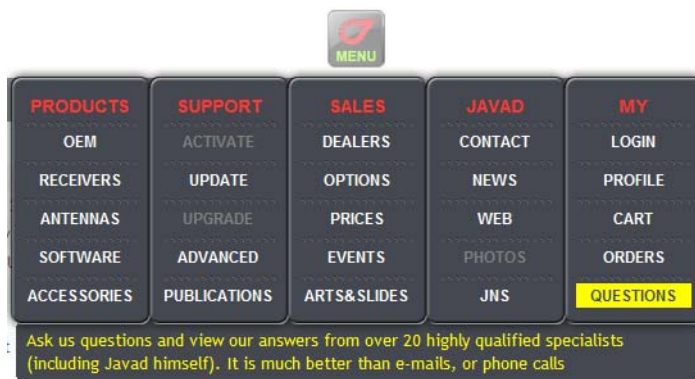 MENU
PRODUCTS SUPPORT SALES JAVAD MY
OEM ACTIVATE DEALERS CONTACT LOGIN
RECEIVERS UPDATE OPTIONS NEWS PROFILE
ANTENNAS UPGRADE PRICES WEB CART
SOFTWARE ADVANCED EVENTS PHOTOS ORDERS
ACCESSORIES PUBLICATIONS ARTS&SLIDES JNS QUESTIONS
Ask us questions and view our answers from over 20 highly qualified specialists
(including Javad himself). It is much better than e-mails, or phone calls